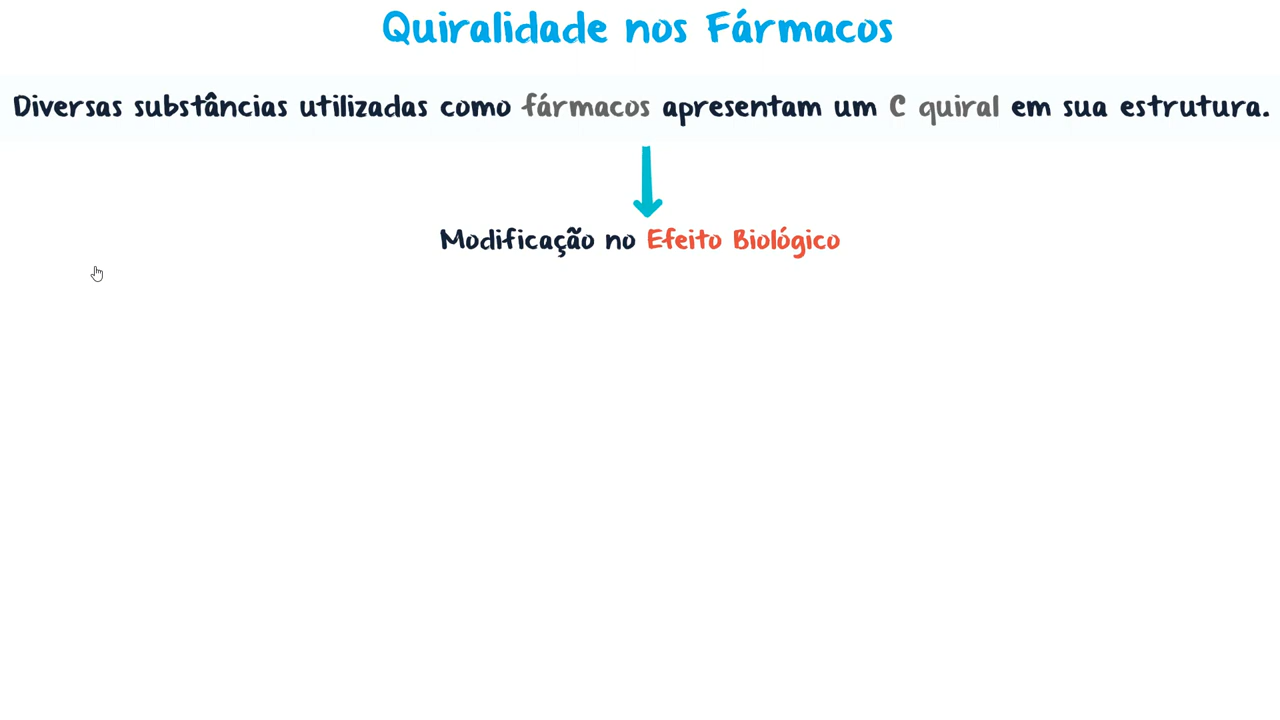 Quiralidade nos Fármacos
Diversas substâncias utilizadas como fármacos apresentam um C quiral em sua estrutura.
Modificação no Efeito Biológico